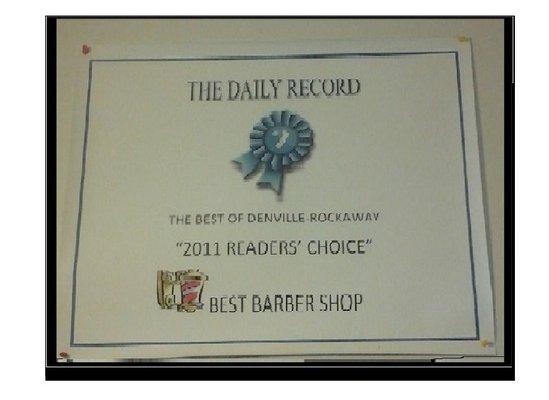 THE DAILY RECORD
THE BEST OF DENVILLE-ROCKAWAY
"2011 READERS' CHOICE"
BEST BARBER SHOP